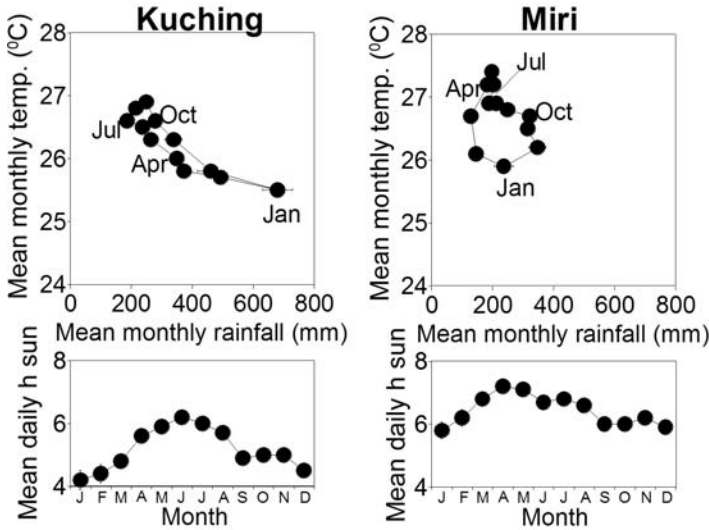 Kuching
Mean monthly temp. (⁰C)
28
27
26
25
24
Jul
Oct
Apr
Jan
0 200 400 600 800
Mean monthly rainfall (mm)
Mean daily h sun
8
6
4
J F M A M J J A S O N D
Month
Miri
Mean monthly temp. (⁰C)
28
27
26
25
24
Jul
Apr
Oct
Jan
0 200 400 600 800
Mean monthly rainfall (mm)
Mean daily h sun
8
6
4
J F M A M J J A S O N D
Month